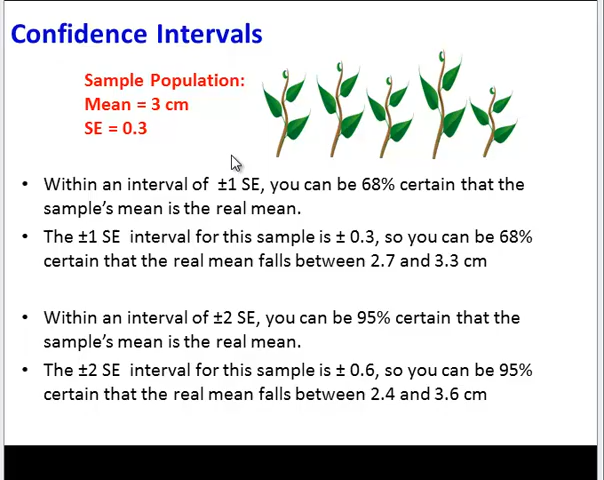 Confidence Intervals
Sample Population:
Mean = 3 cm
SE = 0.3
• Within an interval of ±1 SE, you can be 68% certain that the
sample's mean is the real mean.
• The ±1 SE interval for this sample is ± 0.3, so you can be 68%
certain that the real mean falls between 2.7 and 3.3 cm
• Within an interval of ±2 SE, you can be 95% certain that the
sample's mean is the real mean.
• The ±2 SE interval for this sample is ± 0.6, so you can be 95%
certain that the real mean falls between 2.4 and 3.6 cm